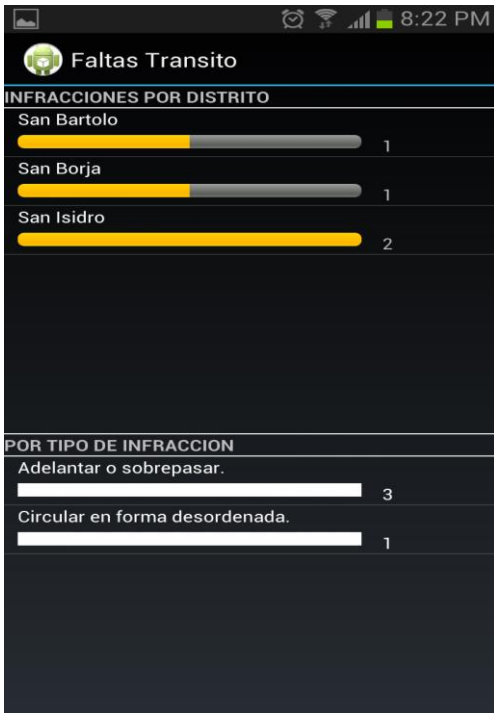 8:22 PM
Faltas Transito
INFRACCIONES POR DISTRITO
San Bartolo
1
San Borja
1
San Isidro
2
POR TIPO DE INFRACCION
Adelantar o sobrepasar.
3
Circular en forma desordenada.
1